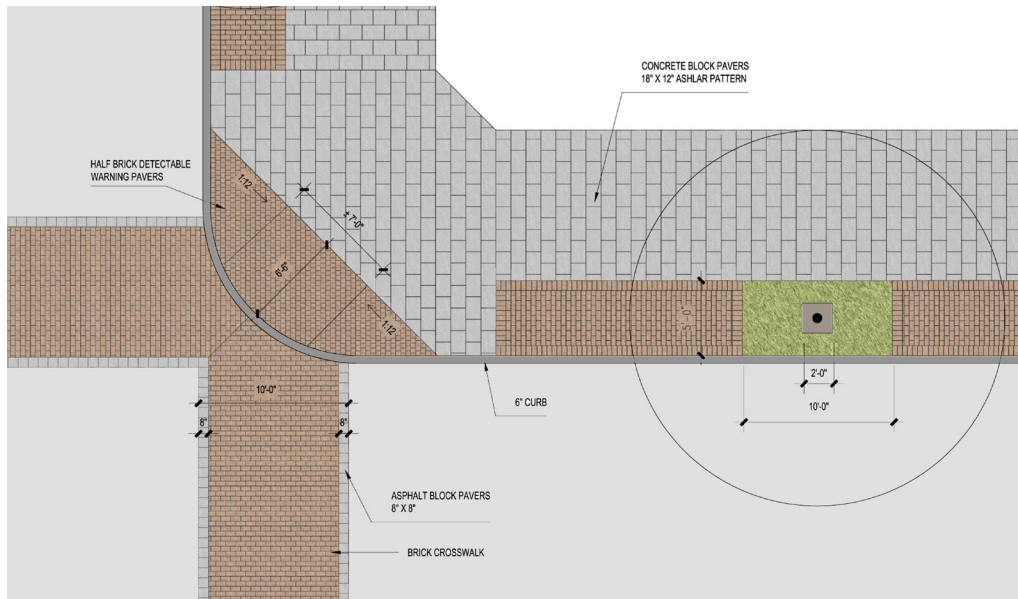 CONCRETE BLOCK PAVERS
18" X 12" ASHLAR PATTERN
HALF BRICK DETECTABLE
WARNING PAVERS
1:12
± 7'-0"
6'-6"
1:12
5'-0"
2'-0"
10'-0"
10'-0"
6" CURB
8"
8"
ASPHALT BLOCK PAVERS
8" X 8"
BRICK CROSSWALK